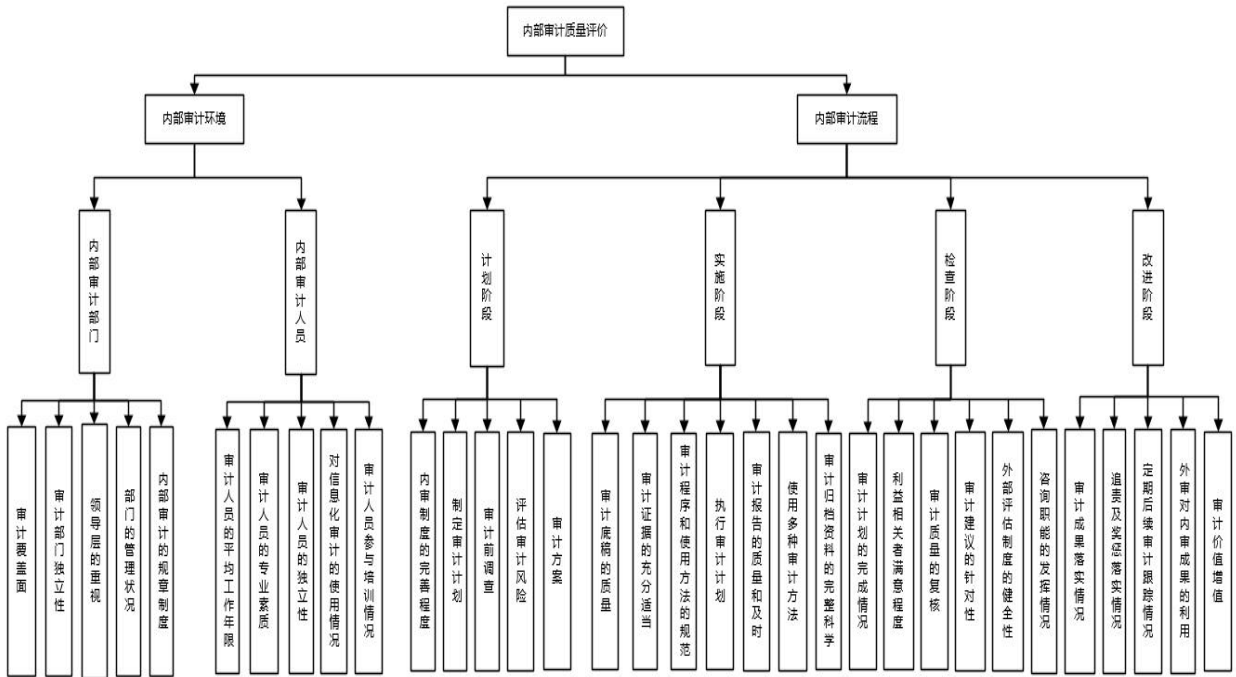 内部审计质量评价
内部审计环境
内部审计流程
内部审计部门
内部审计人员
计划阶段
实施阶段
检查阶段
改进阶段
审计覆盖面
审计部门独立性
领导层的重视
部门的管理状况
内部审计的规章制度
审计人员的平均工作年限
审计人员的专业素质
审计人员的独立性
对信息化审计的使用情况
审计人员参与培训情况
内审制度的完善程度
制定审计计划
审计前调查
评估审计风险
审计方案
审计底稿的质量
审计证据的充分适当
审计程序和使用方法的规范
执行审计计划
审计报告的质量和及时
使用多种审计方法
审计归档资料的完整科学
审计计划的完成情况
利益相关者满意程度
审计质量的复核
审计建议的针对性
外部评估制度的健全性
咨询职能的发挥情况
审计成果落实情况
追责及奖惩落实情况
定期后续审计跟踪情况
外审对内审成果的利用
审计价值增值